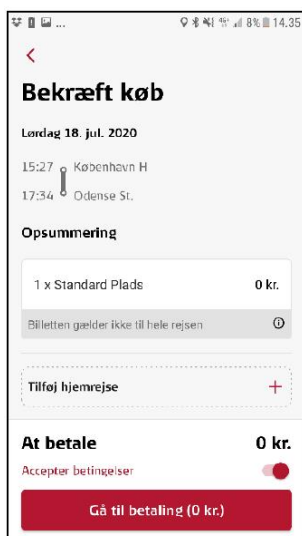 8% 14.35
Bekræft køb
Lørdag 18. jul. 2020
15:27 København H
17:34 Odense St.
Opsummering
1 x Standard Plads 0 kr.
Billetten gælder ikke til hele rejsen
Tilføj hjemrejse +
At betale 0 kr.
Accepter betingelser
Gå til betaling (0 kr.)